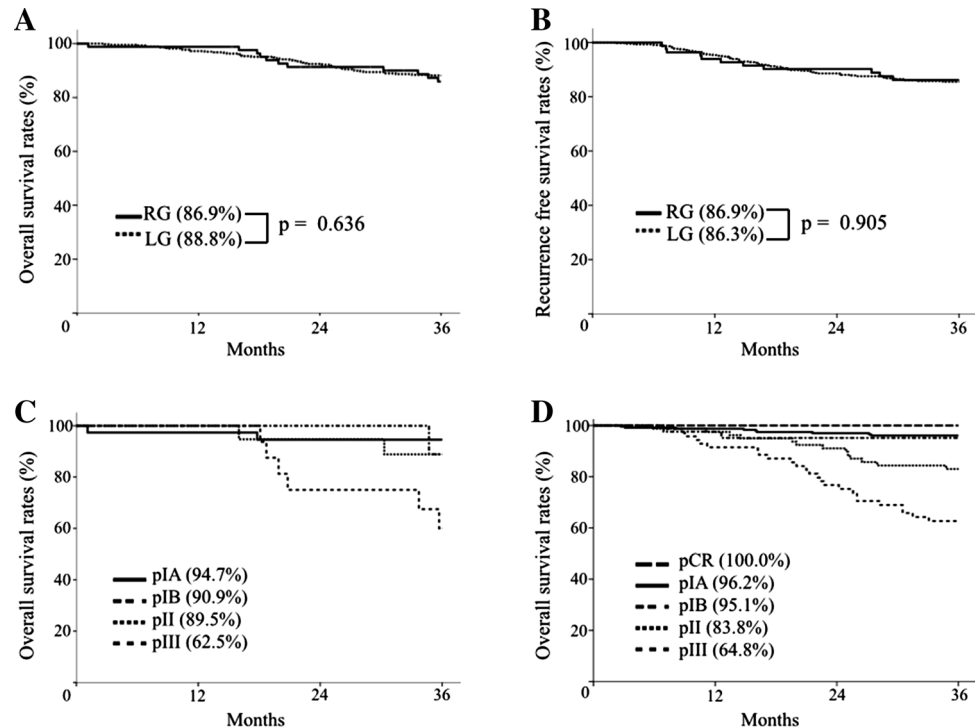 A
Overall survival rates (%)
100
80
60
40
20
0
RG (86.9%)
LG (88.8%)
p = 0.636
12
24
36
Months
B
Recurrence free survival rates (%)
100
80
60
40
20
0
RG (86.9%)
LG (86.3%)
p = 0.905
12
24
36
Months
C
Overall survival rates (%)
100
80
60
40
20
0
pIA (94.7%)
pIB (90.9%)
pII (89.5%)
pIII (62.5%)
12
24
36
Months
D
Overall survival rates (%)
100
80
60
40
20
0
pCR (100.0%)
pIA (96.2%)
pIB (95.1%)
pII (83.8%)
pIII (64.8%)
12
24
36
Months